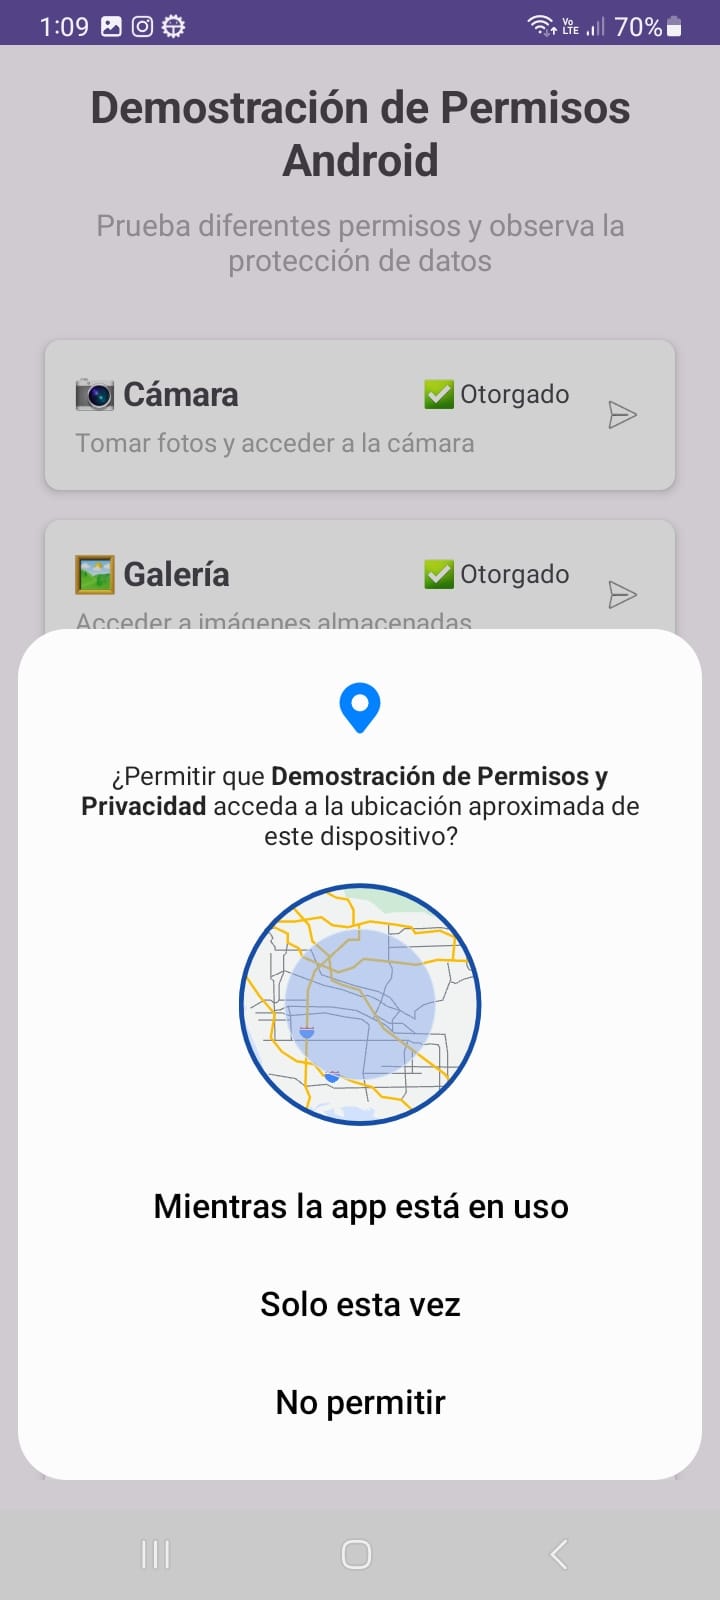 1:09
Vo LTE 70%
Demostración de Permisos
Android
Prueba diferentes permisos y observa la
protección de datos
Cámara
Otorgado
Tomar fotos y acceder a la cámara
Galería
Otorgado
Acceder a imágenes almacenadas
¿Permitir que Demostración de Permisos y
Privacidad acceda a la ubicación aproximada de
este dispositivo?
Mientras la app está en uso
Solo esta vez
No permitir